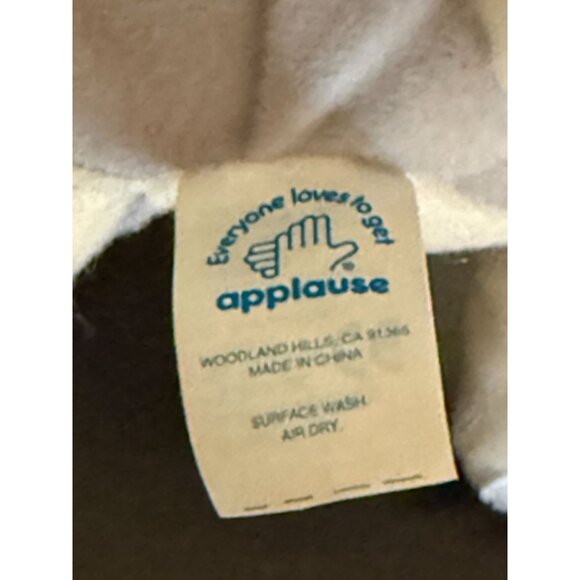 Everyone loves to get
applause
WOODLAND HILLS, CA 91365
MADE IN CHINA
SURFACE WASH.
AIR DRY.